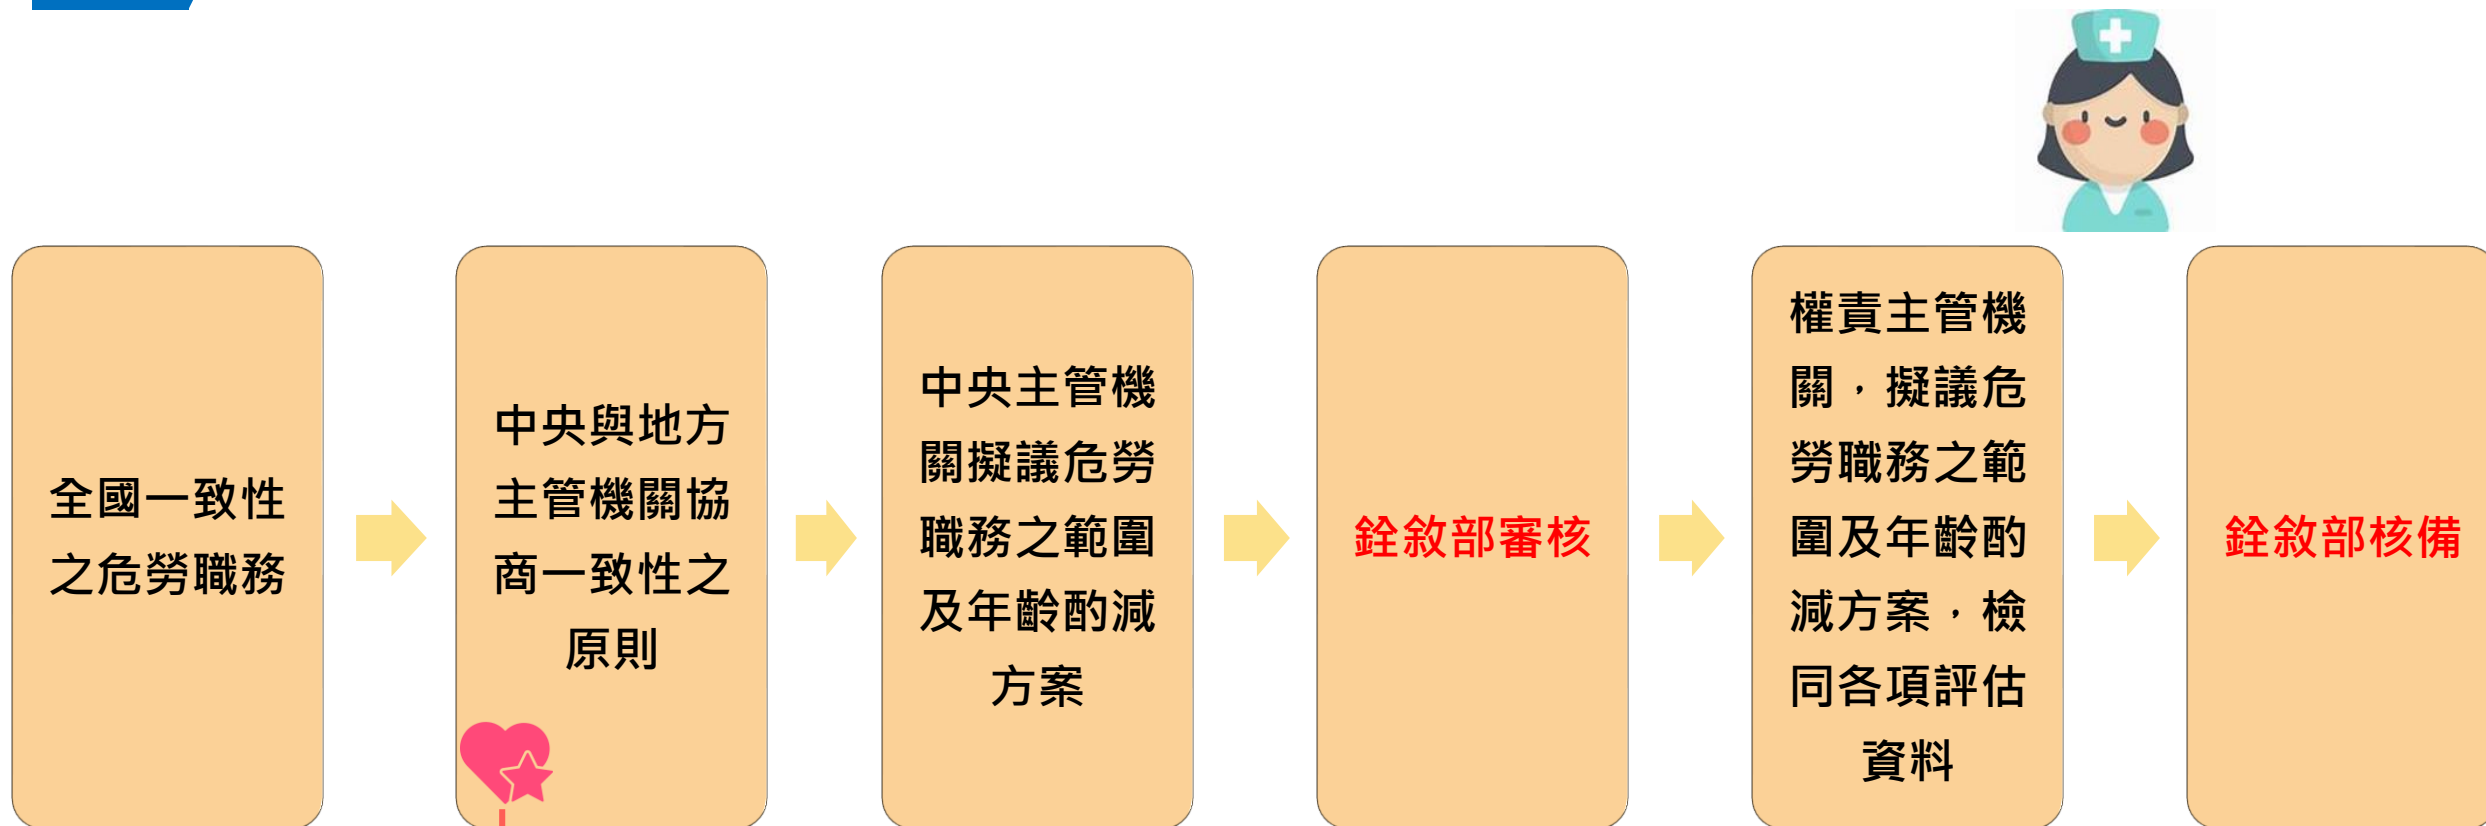 全國一致性
之危勞職務
中央與地方
主管機關協
商一致性之
原則
中央主管機
關擬議危勞
職務之範圍
及年齡酌減
方案
銓敘部審核
權責主管機
關，擬議危
勞職務之範
圍及年齡酌
減方案，檢
同各項評估
資料
銓敘部核備